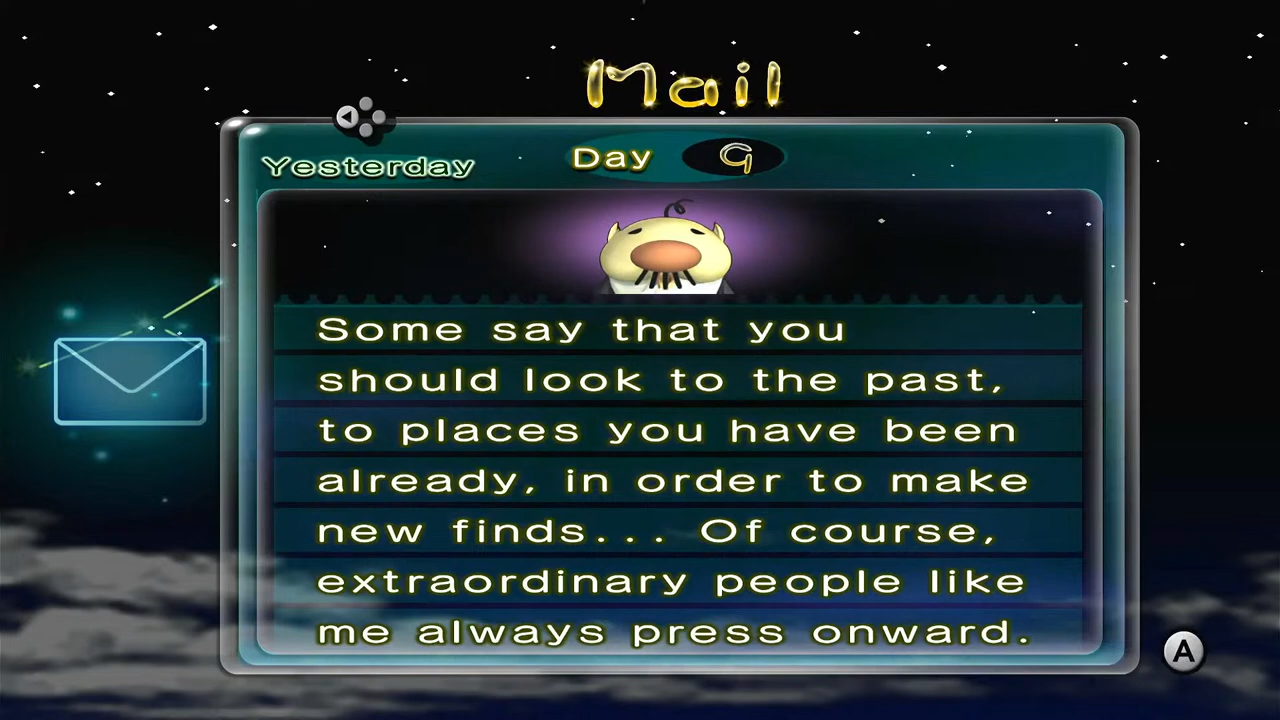 Mail
Yesterday
Day 9
Some say that you
should look to the past,
to places you have been
already, in order to make
new finds... Of course,
extraordinary people like
me always press onward.
A